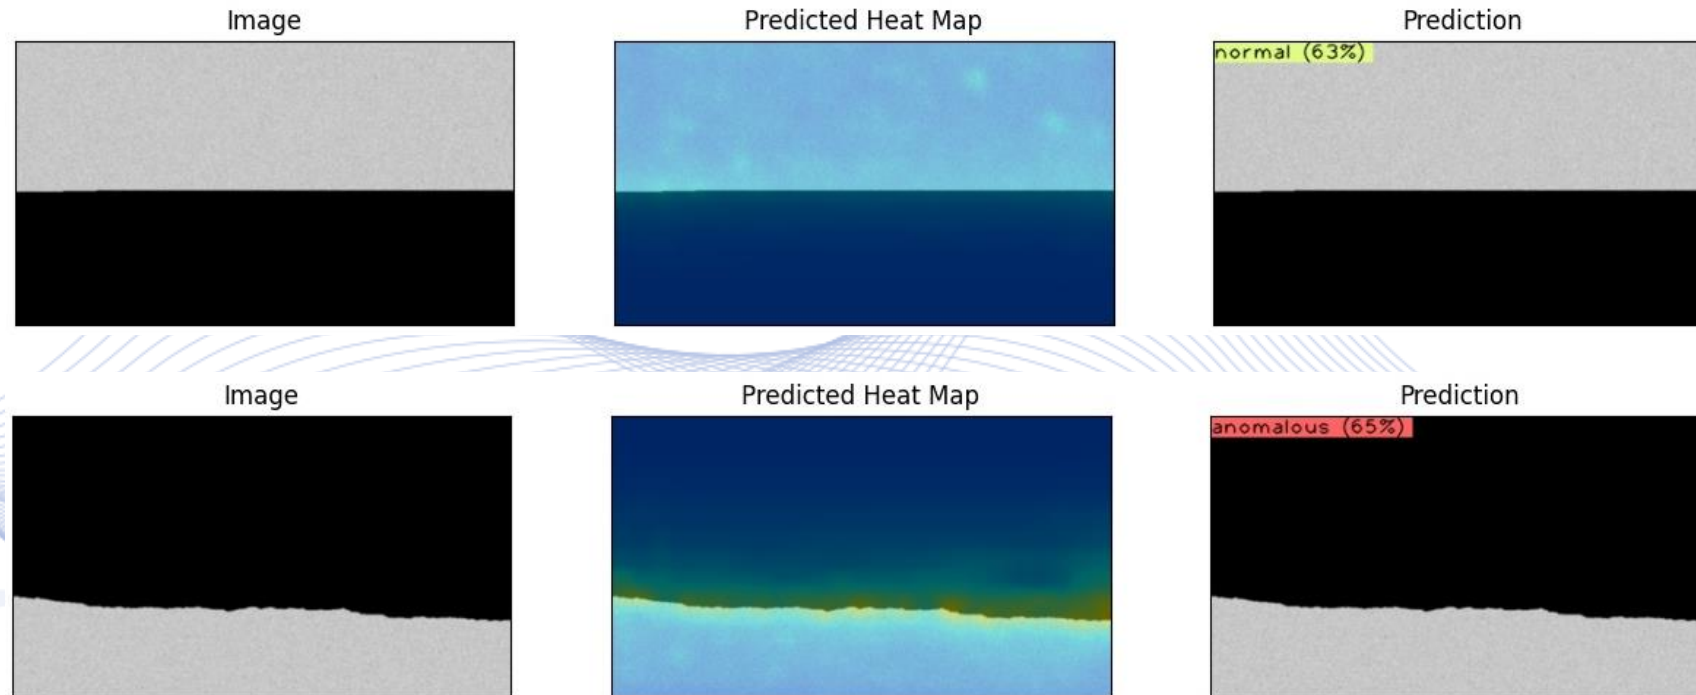 Image
Predicted Heat Map
Prediction
normal (63%)
Image
Predicted Heat Map
Prediction
anomalous (65%)